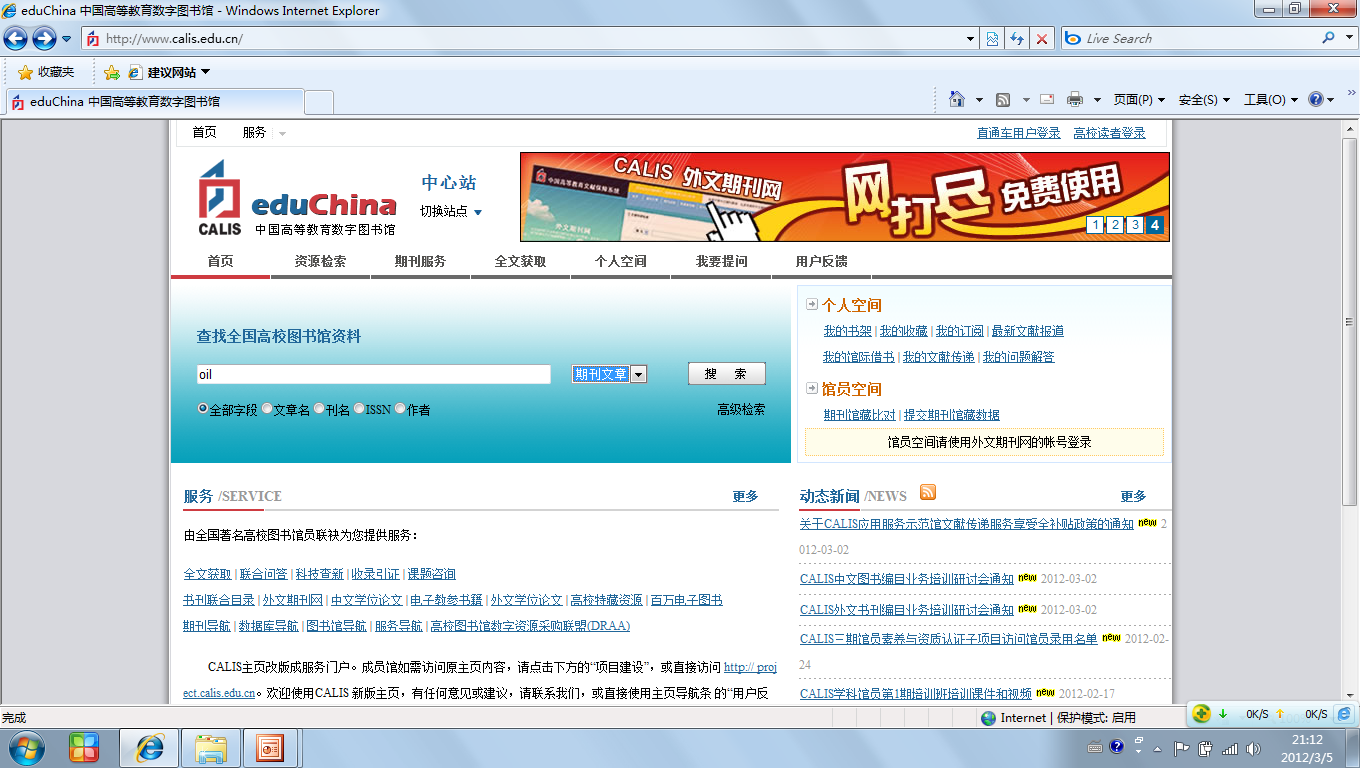 eduChina 中国高等教育数字图书馆 - Windows Internet Explorer
http://www.calis.edu.cn/
Live Search
收藏夹
建议网站
eduChina 中国高等教育数字图书馆
页面(P) 安全(S) 工具(O)
首页 服务
直通车用户登录 高校读者登录
CALIS
eduChina
中国高等教育数字图书馆
中心站
切换站点
CALIS 外文期刊网
网打尽 免费使用
1 2 3 4
首页 资源检索 期刊服务 全文获取 个人空间 我要提问 用户反馈
查找全国高校图书馆资料
oil 期刊文章 搜 索
全部字段 文章名 刊名 ISSN 作者 高级检索
个人空间
我的书架 | 我的收藏 | 我的订阅 | 最新文献报道
我的馆际借书 | 我的文献传递 | 我的问题解答
馆员空间
期刊馆藏比对 | 提交期刊馆藏数据
馆员空间请使用外文期刊网的帐号登录
服务 /SERVICE 更多
由全国著名高校图书馆员联袂为您提供服务：
全文获取 | 联合问答 | 科技查新 | 收录引证 | 课题咨询
书刊联合目录 | 外文期刊网 | 中文学位论文 | 电子教参书籍 | 外文学位论文 | 高校特藏资源 | 百万电子图书
期刊导航 | 数据库导航 | 图书馆导航 | 服务导航 | 高校图书馆数字资源采购联盟(DRAA)
CALIS主页改版成服务门户。成员馆如需访问原主页内容，请点击下方的“项目建设”，或直接访问 http:// proj
ect.calis.edu.cn。欢迎使用CALIS 新版主页，有任何意见或建议，请联系我们，或直接使用主页导航条 的“用户反
动态新闻 /NEWS 更多
关于CALIS应用服务示范馆文献传递服务享受全补贴政策的通知 new 2
012-03-02
CALIS中文图书编目业务培训研讨会通知 new 2012-03-02
CALIS外文书刊编目业务培训研讨会通知 new 2012-03-02
CALIS三期馆员素养与资质认证子项目访问馆员录用名单 new 2012-02-
24
CALIS学科馆员第1期培训班培训课件和视频 new 2012-02-17
完成
Internet | 保护模式: 启用
0K/S 0K/S
21:12
2012/3/5